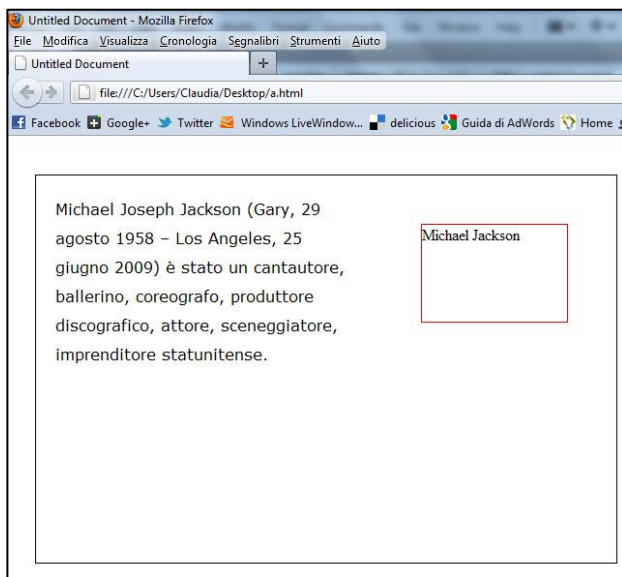 Untitled Document - Mozilla Firefox
File Modifica Visualizza Cronologia Segnalibri Strumenti Aiuto
Untitled Document
file:///C:/Users/Claudia/Desktop/a.html
Facebook Google+ Twitter Windows LiveWindow... delicious Guida di AdWords Home
Michael Joseph Jackson (Gary, 29
agosto 1958 – Los Angeles, 25
giugno 2009) è stato un cantautore,
ballerino, coreografo, produttore
discografico, attore, sceneggiatore,
imprenditore statunitense.
Michael Jackson